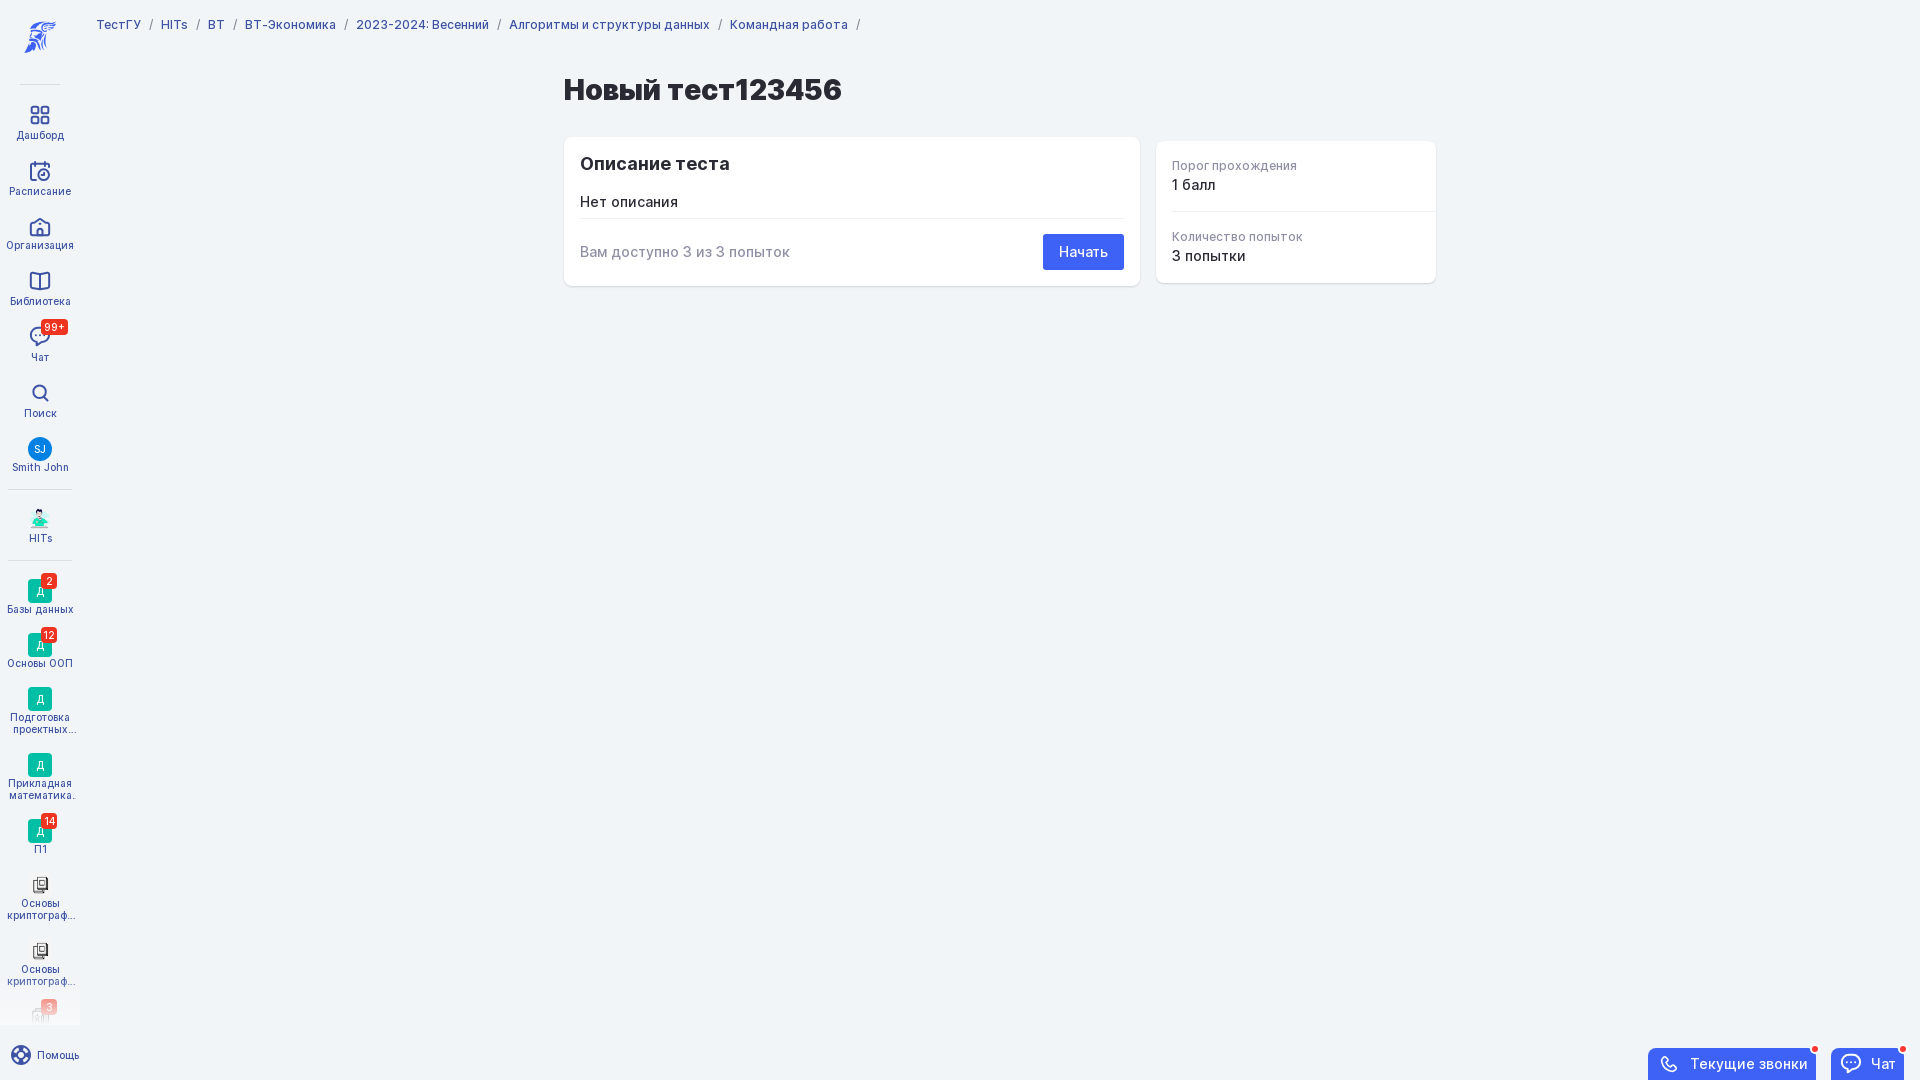 ТестГУ / HITs / ВТ / ВТ-Экономика / 2023-2024: Весенний / Алгоритмы и структуры данных / Командная работа /
Новый тест123456
Описание теста
Нет описания
Вам доступно 3 из 3 попыток
Начать
Порог прохождения
1 балл
Количество попыток
3 попытки
Дашборд
Расписание
Организация
Библиотека
99+
Чат
Поиск
SJ
Smith John
HITs
2
Д
Базы данных
12
Д
Основы ООП
Д
Подготовка
проектных...
Д
Прикладная
математика.
14
Д
П1
Основы
криптограф...
Основы
криптограф...
3
Помощь
Текущие звонки
Чат